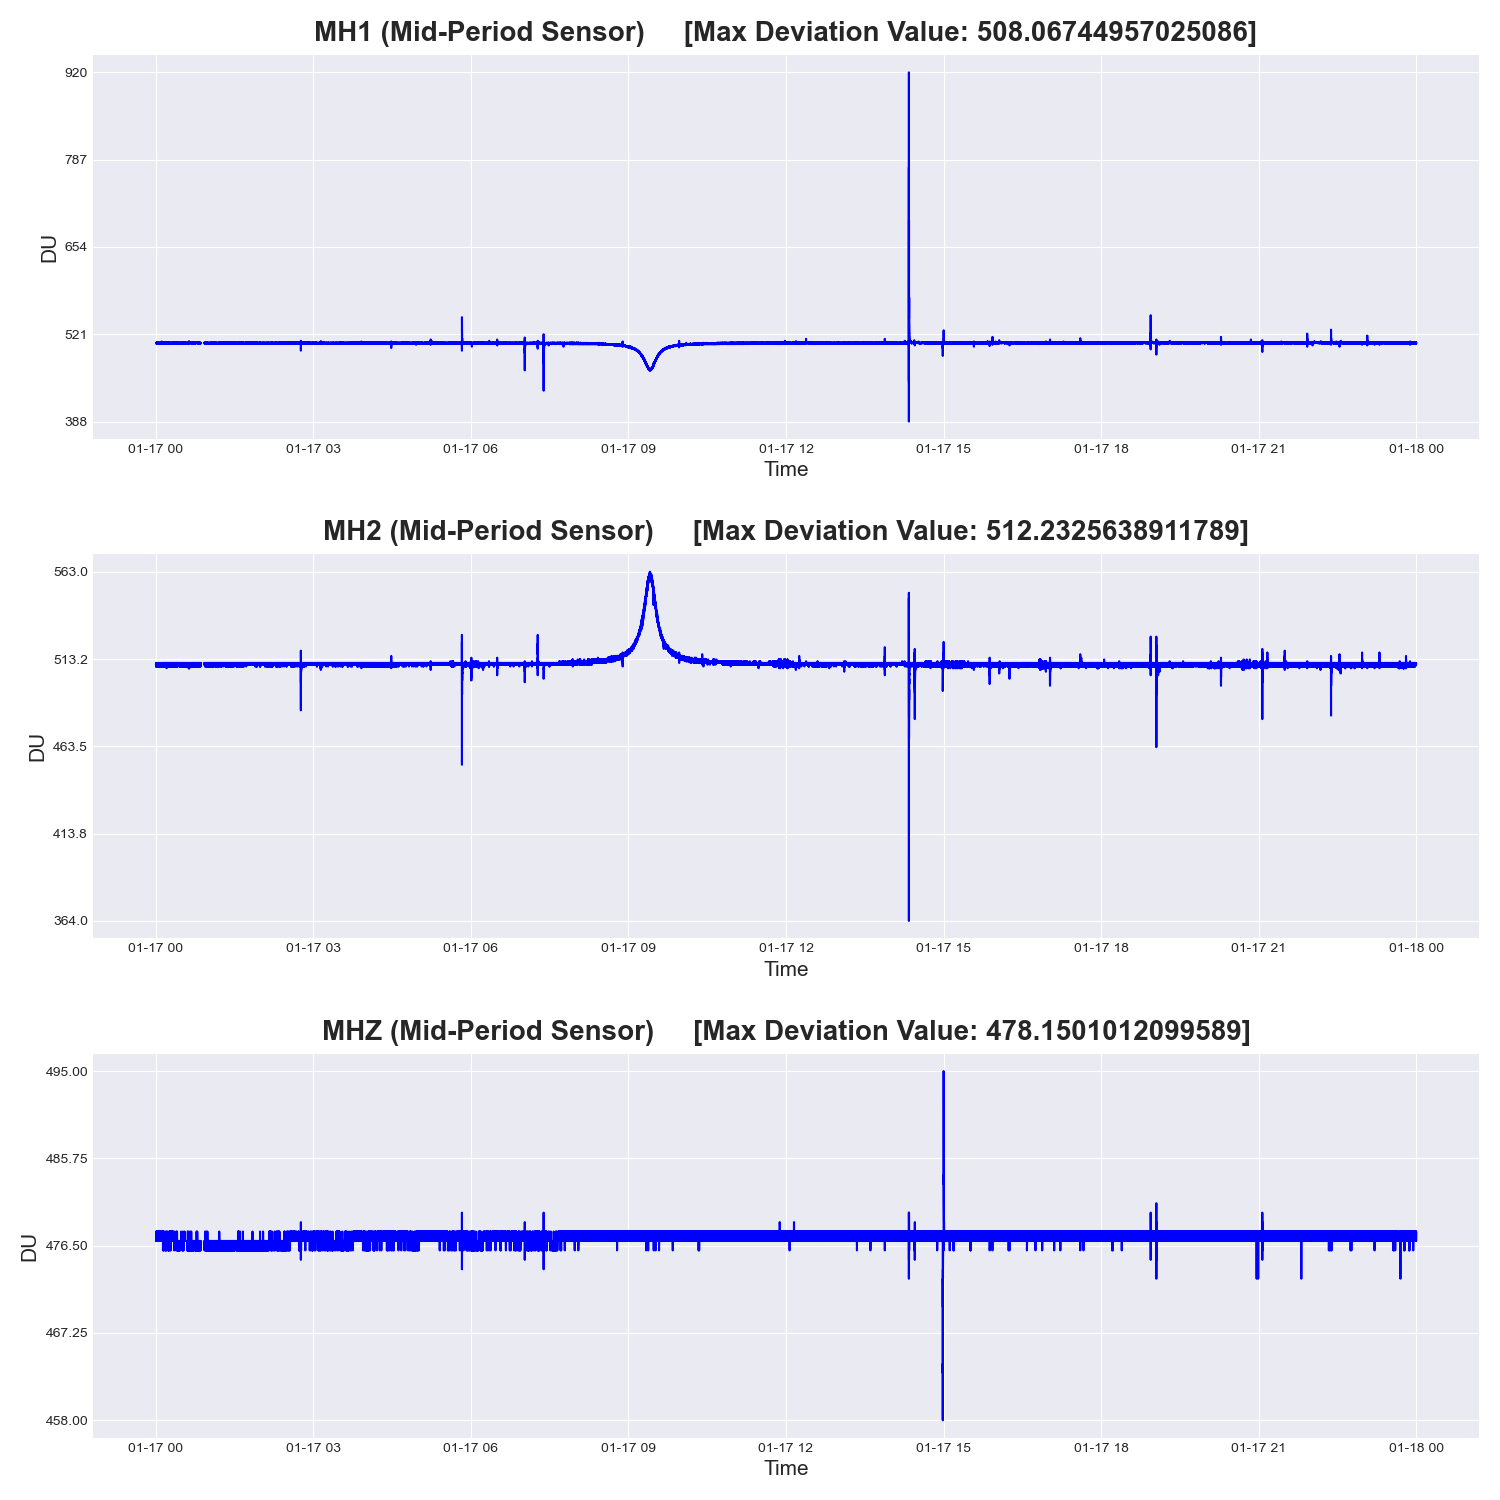 MH1 (Mid-Period Sensor) [Max Deviation Value: 508.06744957025086]
920
787
654
521
388
DU
01-17 00 01-17 03 01-17 06 01-17 09 01-17 12 01-17 15 01-17 18 01-17 21 01-18 00
Time
MH2 (Mid-Period Sensor) [Max Deviation Value: 512.2325638911789]
563.0
513.2
463.5
413.8
364.0
DU
01-17 00 01-17 03 01-17 06 01-17 09 01-17 12 01-17 15 01-17 18 01-17 21 01-18 00
Time
MHZ (Mid-Period Sensor) [Max Deviation Value: 478.1501012099589]
495.00
485.75
476.50
467.25
458.00
DU
01-17 00 01-17 03 01-17 06 01-17 09 01-17 12 01-17 15 01-17 18 01-17 21 01-18 00
Time